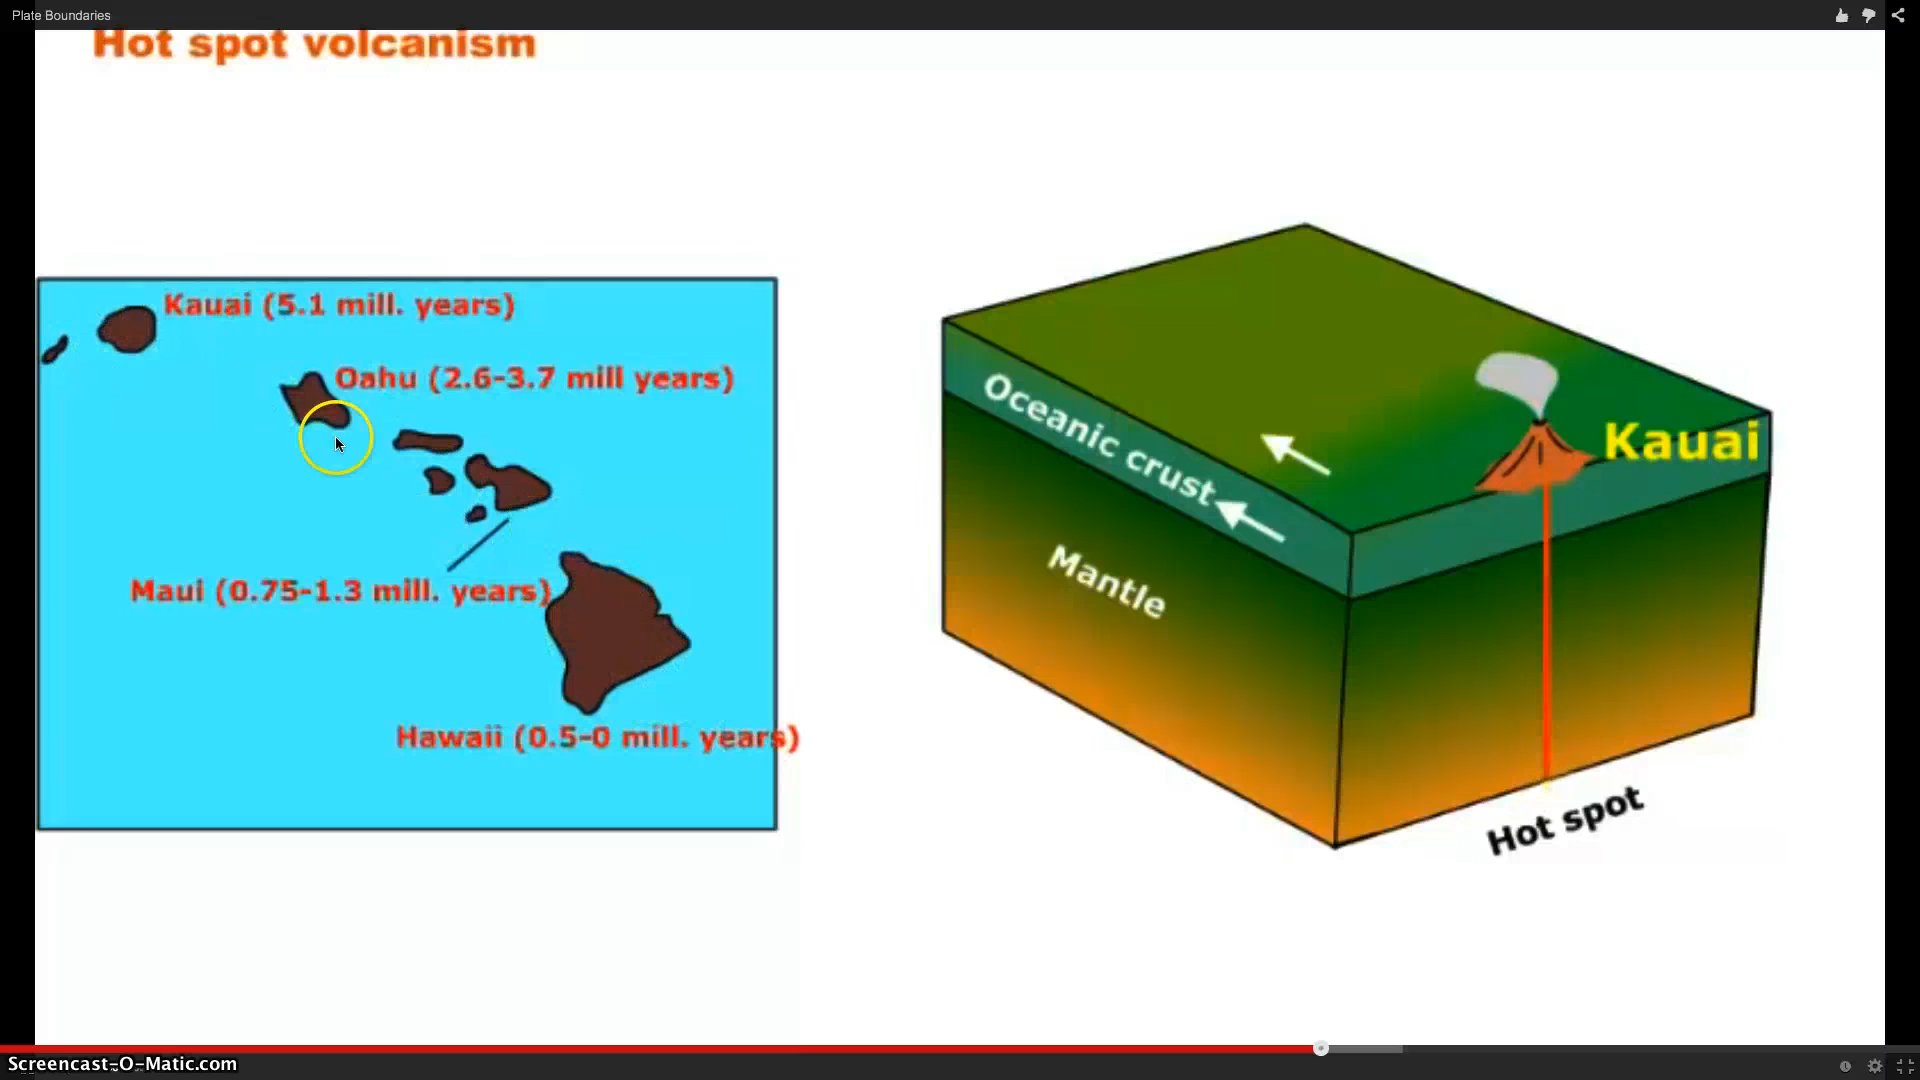 Plate Boundaries
Hot spot volcanism
Kauai (5.1 mill. years)
Oahu (2.6-3.7 mill years)
Maui (0.75-1.3 mill. years)
Hawaii (0.5-0 mill. years)
Oceanic crust
Mantle
Kauai
Hot spot
Screencast-O-Matic.com